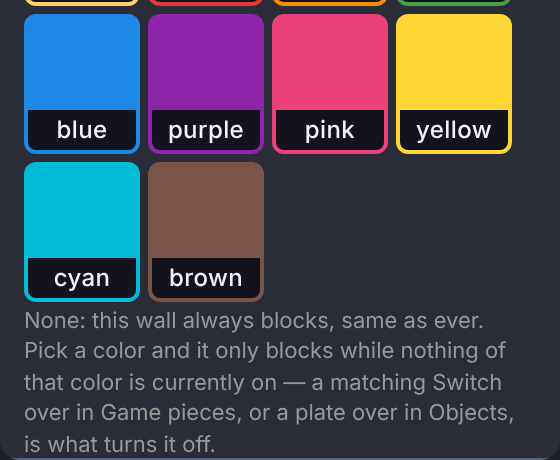 blue purple pink yellow
cyan brown
None: this wall always blocks, same as ever.
Pick a color and it only blocks while nothing of
that color is currently on — a matching Switch
over in Game pieces, or a plate over in Objects,
is what turns it off.